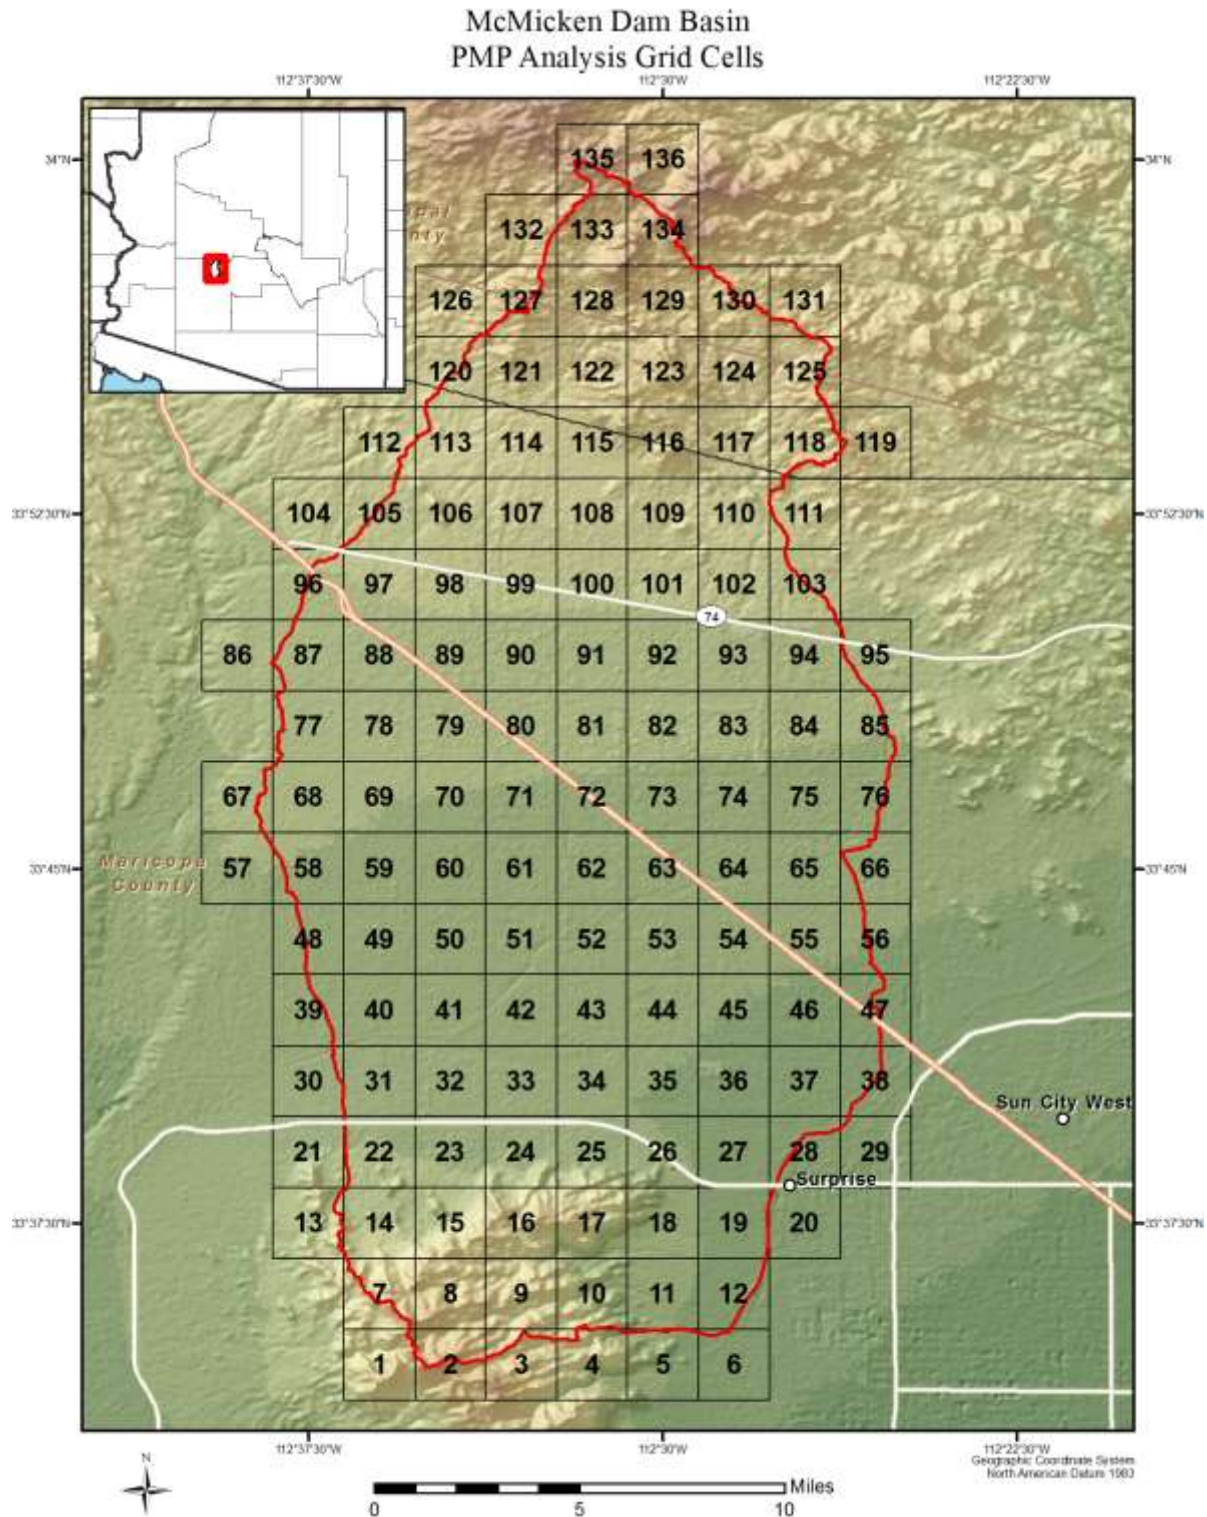 McMicken Dam Basin
PMP Analysis Grid Cells
112°37'30"W 112°30'W 112°22'30"W
34°N 135 136 34°N
132 133 134
126 127 128 129 130 131
120 121 122 123 124 125
112 113 114 115 116 117 118 119
33°52'30"N 104 105 106 107 108 109 110 111 33°52'30"N
96 97 98 99 100 101 102 103
74
86 87 88 89 90 91 92 93 94 95
77 78 79 80 81 82 83 84 85
67 68 69 70 71 72 73 74 75 76
Maricopa
County
33°45'N 57 58 59 60 61 62 63 64 65 66 33°45'N
48 49 50 51 52 53 54 55 56
39 40 41 42 43 44 45 46 47
30 31 32 33 34 35 36 37 38
Sun City West
21 22 23 24 25 26 27 28 29
Surprise
33°37'30"N 13 14 15 16 17 18 19 20 33°37'30"N
7 8 9 10 11 12
1 2 3 4 5 6
112°37'30"W 112°30'W 112°22'30"W
Geographic Coordinate System
North American Datum 1983
N
Miles
0 5 10